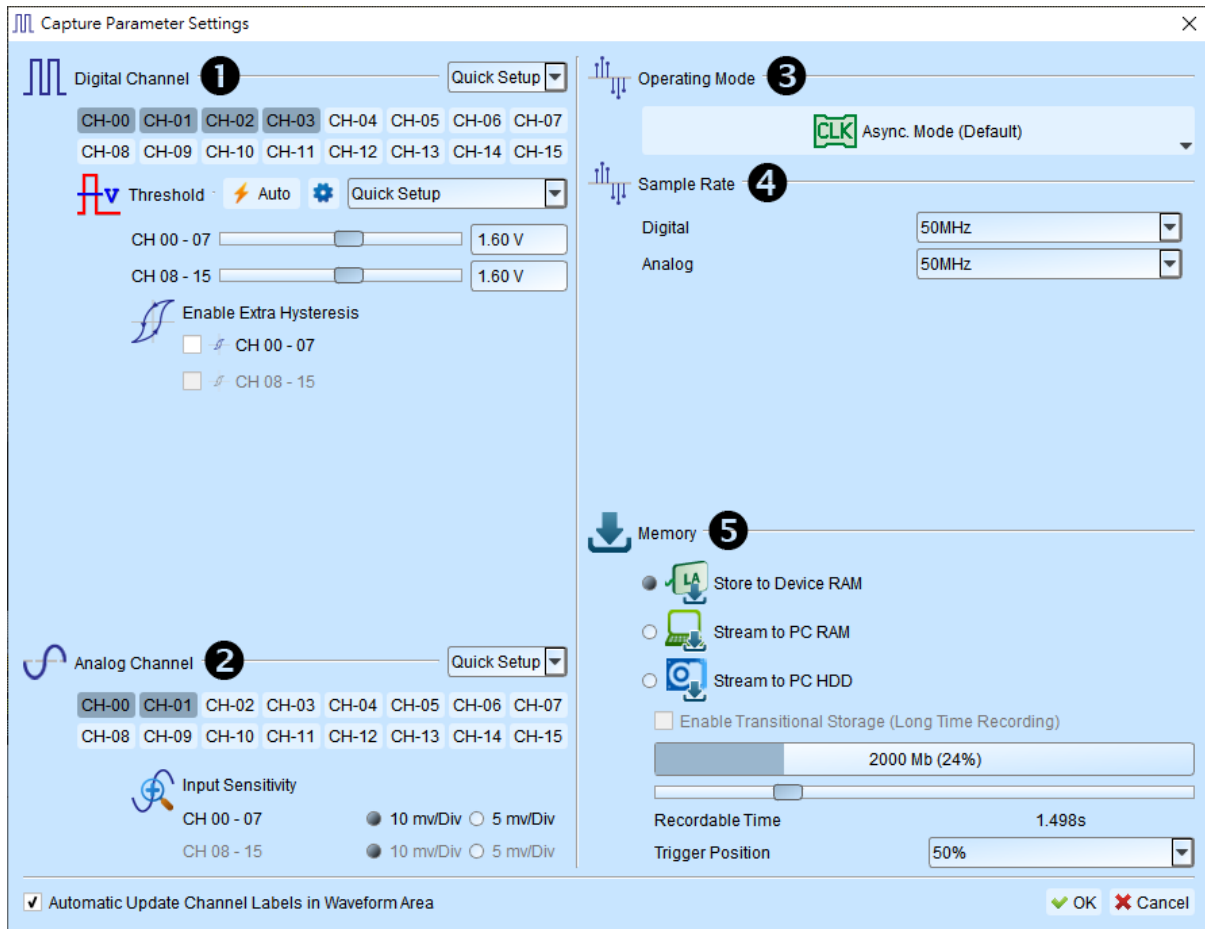 Capture Parameter Settings
Digital Channel 1 Quick Setup
CH-00 CH-01 CH-02 CH-03 CH-04 CH-05 CH-06 CH-07
CH-08 CH-09 CH-10 CH-11 CH-12 CH-13 CH-14 CH-15
V Threshold Auto Quick Setup
CH 00 - 07 1.60 V
CH 08 - 15 1.60 V
Enable Extra Hysteresis
CH 00 - 07
CH 08 - 15
Analog Channel 2 Quick Setup
CH-00 CH-01 CH-02 CH-03 CH-04 CH-05 CH-06 CH-07
CH-08 CH-09 CH-10 CH-11 CH-12 CH-13 CH-14 CH-15
Input Sensitivity
CH 00 - 07 10 mv/Div 5 mv/Div
CH 08 - 15 10 mv/Div 5 mv/Div
Operating Mode 3
CLK Async. Mode (Default)
Sample Rate 4
Digital 50MHz
Analog 50MHz
Memory 5
LA Store to Device RAM
Stream to PC RAM
Stream to PC HDD
Enable Transitional Storage (Long Time Recording)
2000 Mb (24%)
Recordable Time 1.498s
Trigger Position 50%
Automatic Update Channel Labels in Waveform Area
OK Cancel